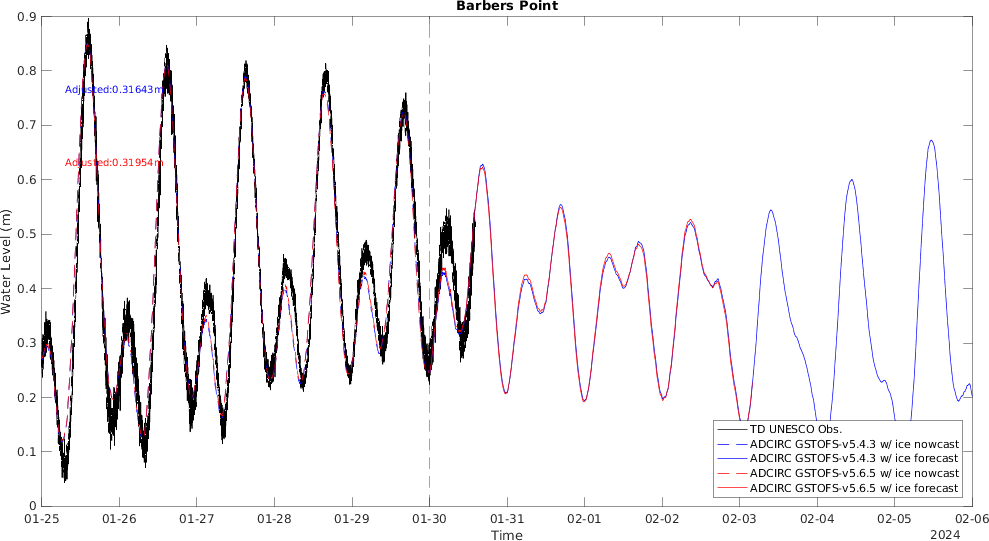 Barbers Point
Water Level (m)
0.9
0.8
0.7
0.6
0.5
0.4
0.3
0.2
0.1
0
Adjusted:0.31643m
Adjusted:0.31954m
TD UNESCO Obs.
ADCIRC GSTOFS-v5.4.3 w/ ice nowcast
ADCIRC GSTOFS-v5.4.3 w/ ice forecast
ADCIRC GSTOFS-v5.6.5 w/ ice nowcast
ADCIRC GSTOFS-v5.6.5 w/ ice forecast
01-25 01-26 01-27 01-28 01-29 01-30 01-31 02-01 02-02 02-03 02-04 02-05 02-06
Time
2024